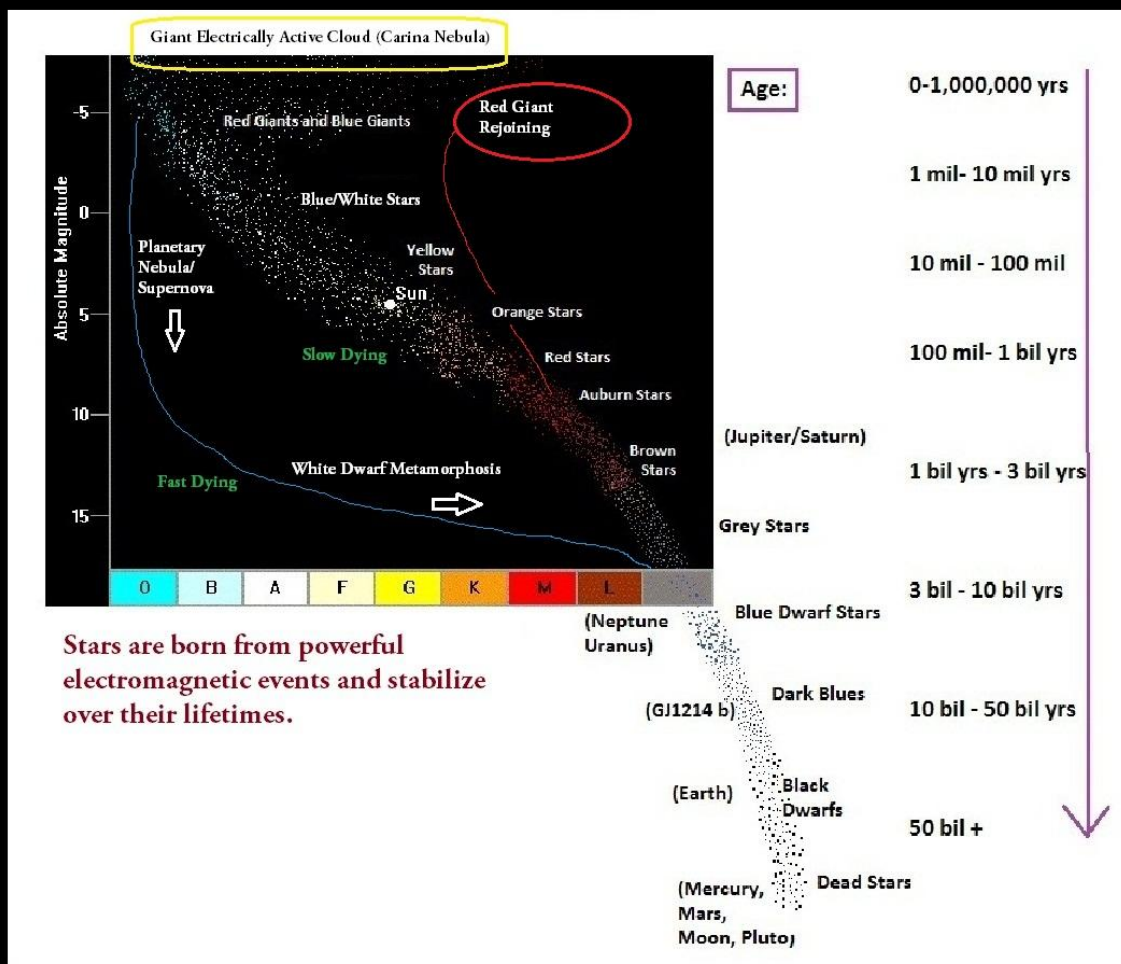 Giant Electrically Active Cloud (Carina Nebula)
Age:
0-1,000,000 yrs
-5
Red Giants and Blue Giants
Red Giant
Rejoining
1 mil- 10 mil yrs
Absolute Magnitude
0
Blue/White Stars
Planetary
Nebula/
Supernova
Yellow
Stars
10 mil - 100 mil
Sun
5
Orange Stars
Slow Dying
Red Stars
100 mil- 1 bil yrs
Auburn Stars
10
(Jupiter/Saturn)
Brown
Stars
White Dwarf Metamorphosis
1 bil yrs - 3 bil yrs
Fast Dying
15
Grey Stars
O B A F G K M L
3 bil - 10 bil yrs
Blue Dwarf Stars
(Neptune
Uranus)
Stars are born from powerful
electromagnetic events and stabilize
over their lifetimes.
Dark Blues
(GJ1214 b)
10 bil - 50 bil yrs
(Earth)
Black
Dwarfs
50 bil +
Dead Stars
(Mercury,
Mars,
Moon, Pluto)